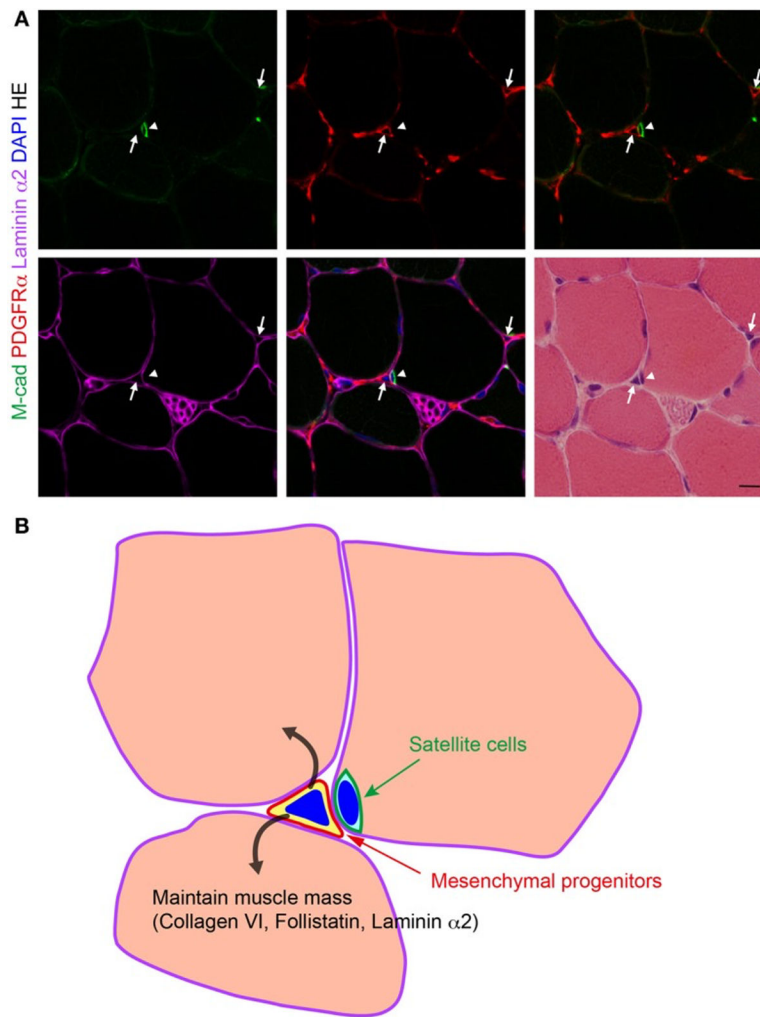 A
M-cad PDGFRα Laminin α2 DAPI HE
B
Satellite cells
Mesenchymal progenitors
Maintain muscle mass
(Collagen VI, Follistatin, Laminin α2)